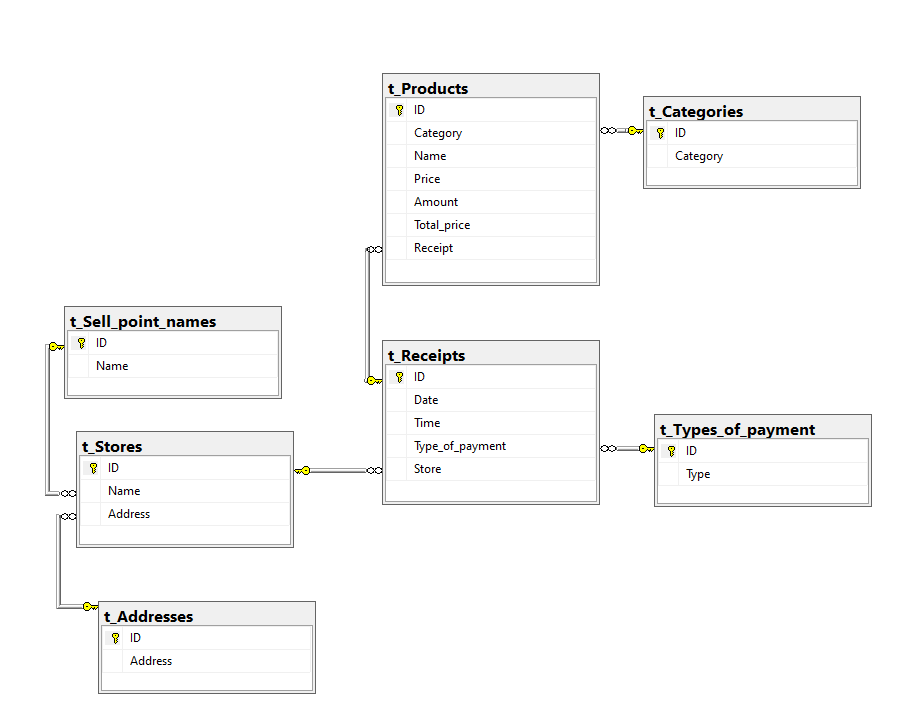 t_Products
ID
Category
Name
Price
Amount
Total_price
Receipt
t_Categories
ID
Category
t_Sell_point_names
ID
Name
t_Receipts
ID
Date
Time
Type_of_payment
Store
t_Types_of_payment
ID
Type
t_Stores
ID
Name
Address
t_Addresses
ID
Address